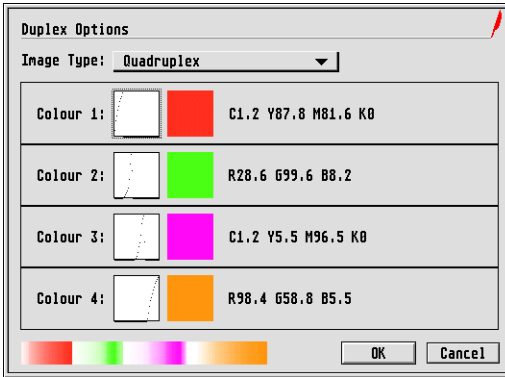 Duplex Options
Image Type: Quadruplex
Colour 1: C1.2 Y87.8 M81.6 K0
Colour 2: R28.6 G99.6 B8.2
Colour 3: C1.2 Y5.5 M96.5 K0
Colour 4: R98.4 G58.8 B5.5
OK Cancel